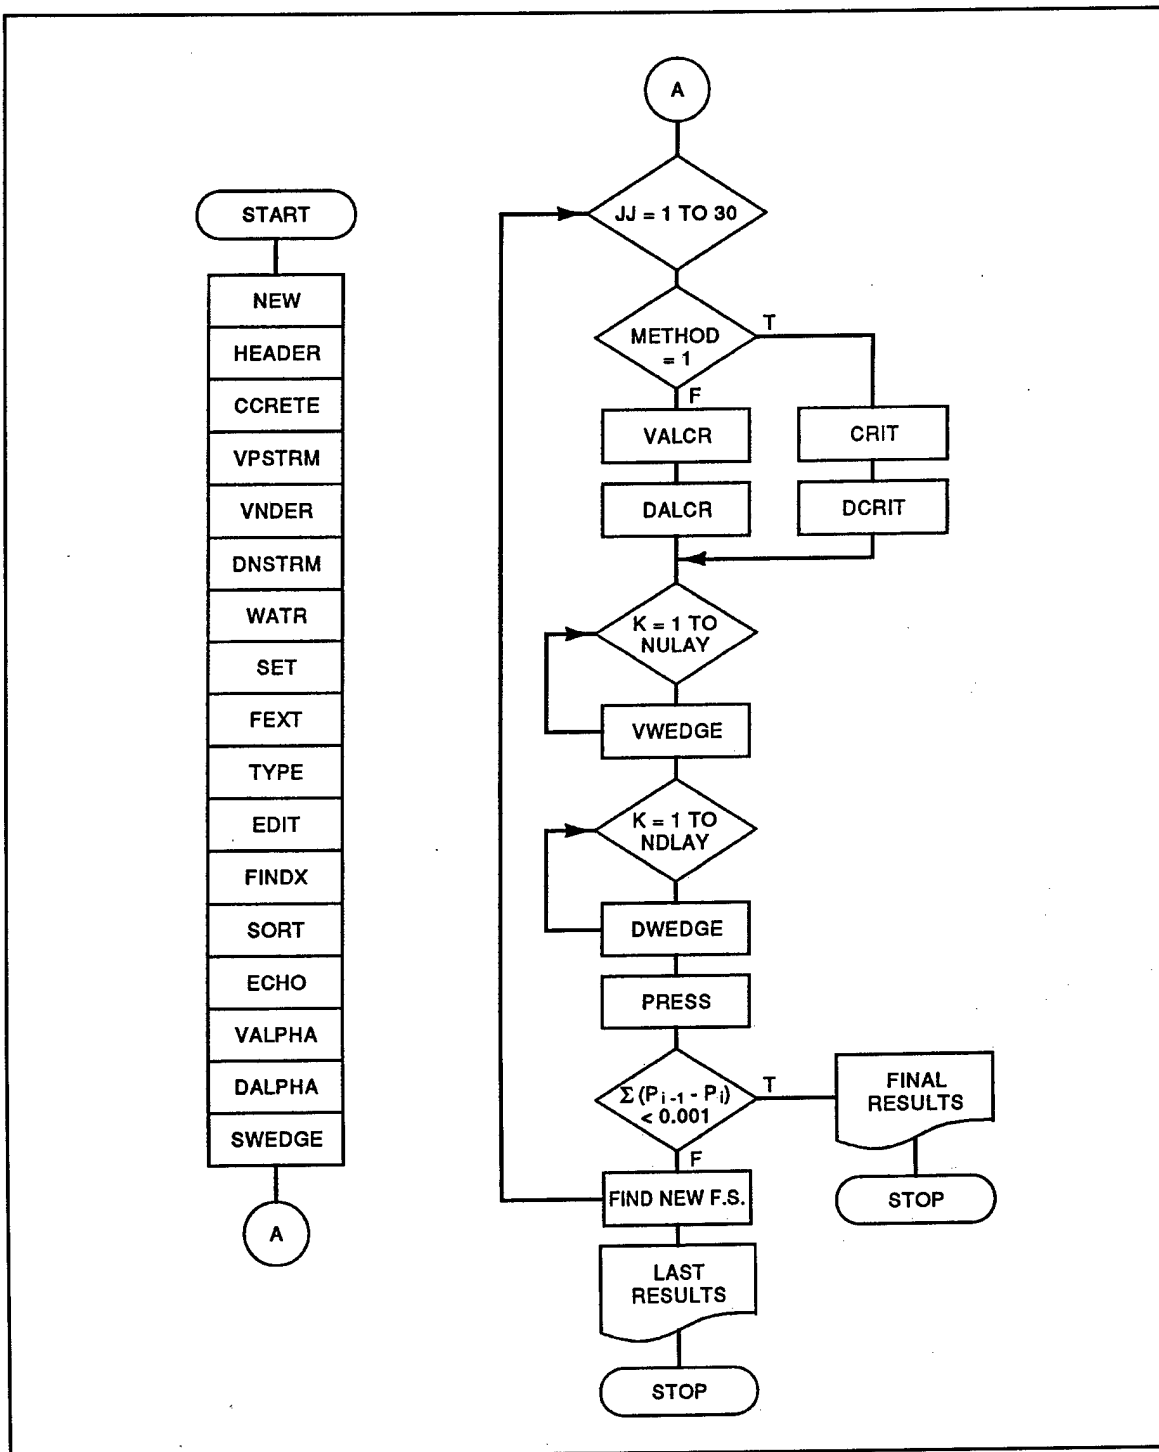 START
NEW
HEADER
CCRETE
VPSTRM
VNDER
DNSTRM
WATR
SET
FEXT
TYPE
EDIT
FINDX
SORT
ECHO
VALPHA
DALPHA
SWEDGE
A
A
JJ = 1 TO 30
METHOD
= 1
T
F
VALCR
CRIT
DALCR
DCRIT
K = 1 TO
NULAY
VWEDGE
K = 1 TO
NDLAY
DWEDGE
PRESS
Σ (P i -1 - P i)
< 0.001
T
F
FINAL
RESULTS
STOP
FIND NEW F.S.
LAST
RESULTS
STOP